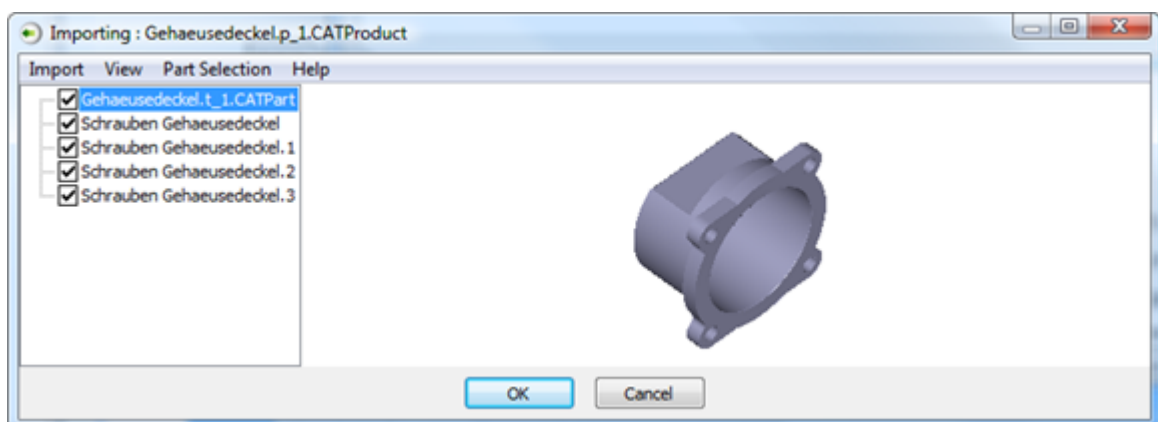 Importing : Gehaeusedeckel.p_1.CATProduct
Import View Part Selection Help
Gehaeusedeckel.t_1.CATPart
Schrauben Gehaeusedeckel
Schrauben Gehaeusedeckel.1
Schrauben Gehaeusedeckel.2
Schrauben Gehaeusedeckel.3
OK Cancel